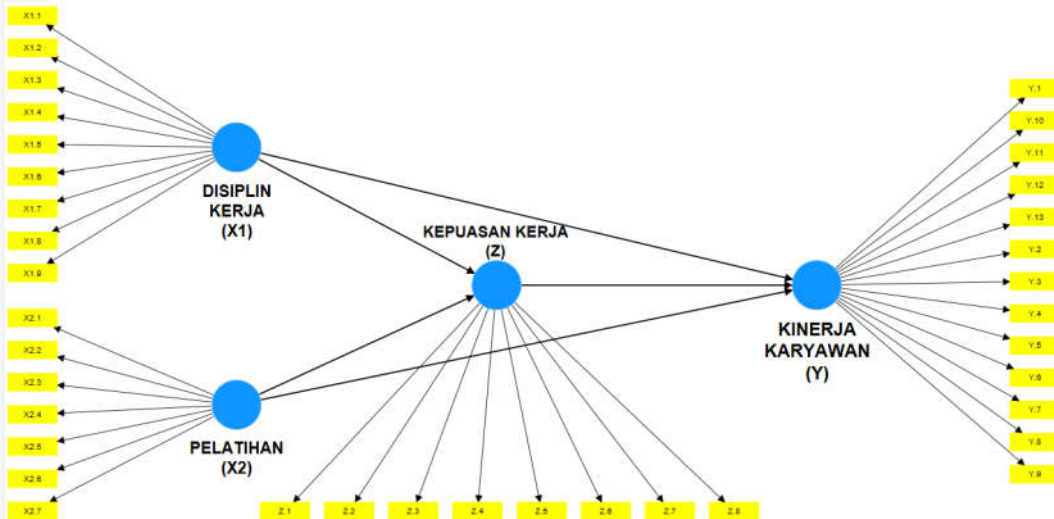 X1.1
X1.2
X1.3
X1.4
X1.5
X1.6
X1.7
X1.8
X1.9
DISIPLIN
KERJA
(X1)
X2.1
X2.2
X2.3
X2.4
X2.5
X2.6
X2.7
PELATIHAN
(X2)
KEPUASAN KERJA
(Z)
Z.1
Z.2
Z.3
Z.4
Z.5
Z.6
Z.7
Z.8
KINERJA
KARYAWAN
(Y)
Y.1
Y.10
Y.11
Y.12
Y.13
Y.2
Y.3
Y.4
Y.5
Y.6
Y.7
Y.8
Y.9